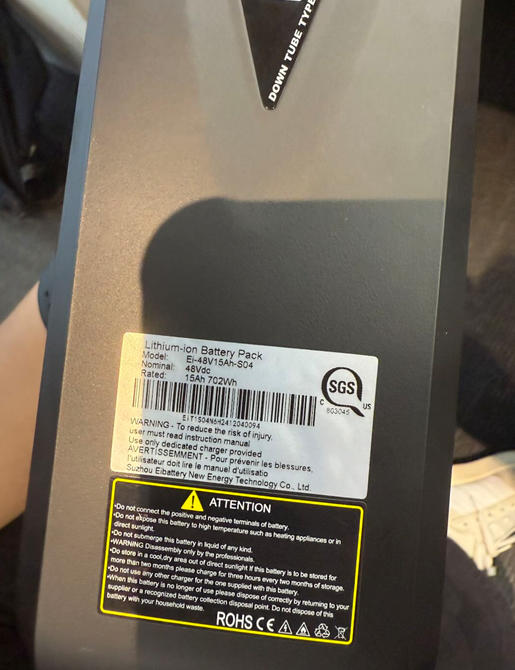 DOWN TUBE TYPE
Lithium-ion Battery Pack
Model: Ei-48V15Ah-S04
Nominal: 48Vdc
Rated: 15Ah 702Wh
SGS
C US
803045
EIT1S04N6H2412040094
WARNING - To reduce the risk of injury,
user must read instruction manual
Use only dedicated charger provided
AVERTISSEMMENT - Pour prévenir les blessures,
l'utilisateur doit lire le manuel d'utilisatio
Suzhou Eibattery New Energy Technology Co., Ltd.
ATTENTION
•Do not connect the positive and negative terminals of battery.
•Do not expose this battery to high temperature such as heating appliances or in
direct sunlight.
•Do not submerge this battery in liquid of any kind.
•WARNING Disassembly only by the professionals.
•Do store in a cool,dry area out of direct sunlight If this battery is to be stored for
more than two months please charge for three hours every two months of storage.
•Do not use any other charger for the one supplied with this battery.
•When this battery is no longer of use please dispose of correctly by returning to your
supplier or a recognized battery collection disposal point. Do not dispose of this
battery with your household waste.
ROHS CE